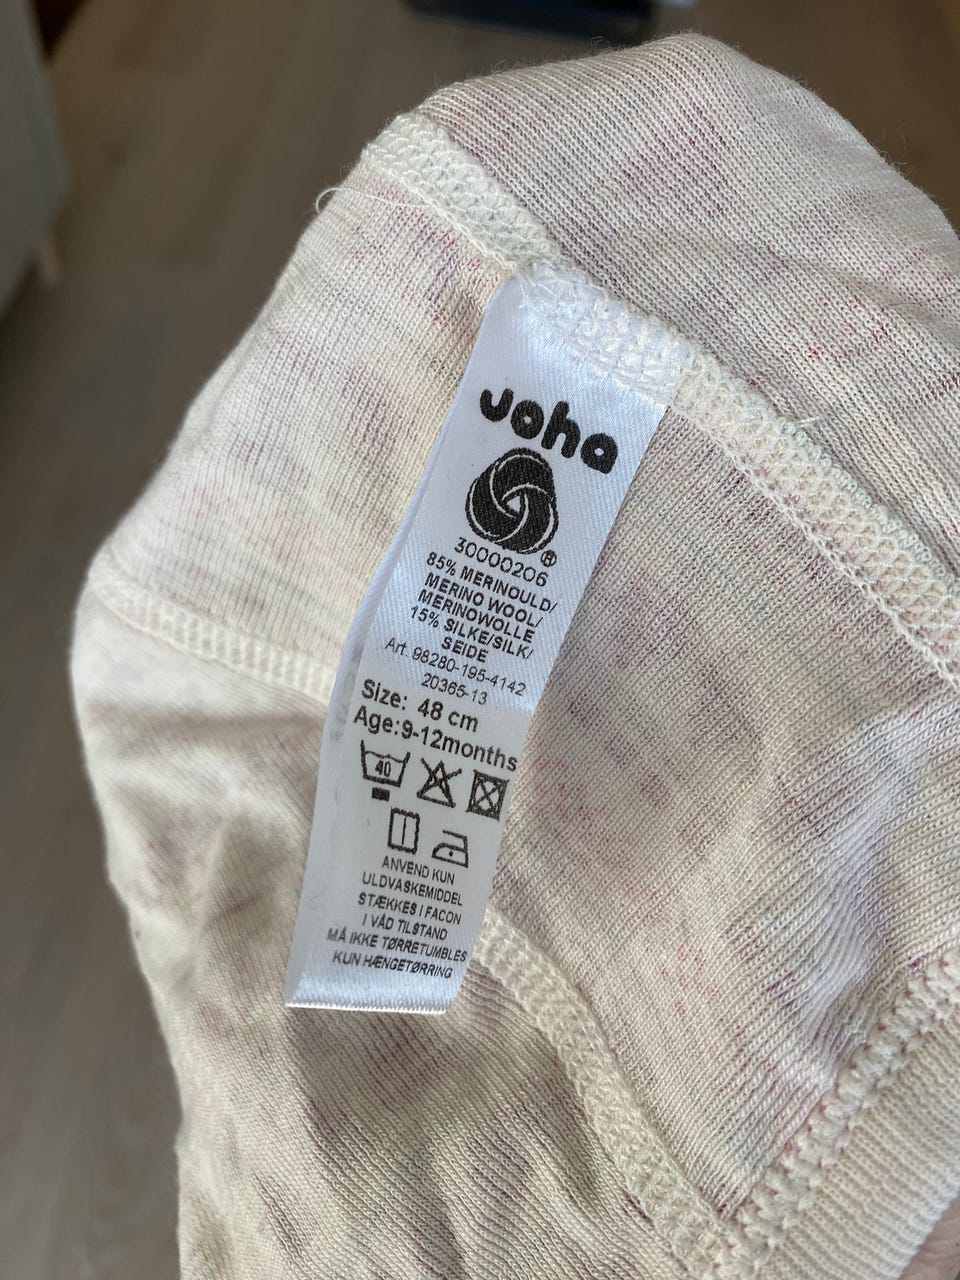 Joha
®
30000206
85% MERINOULD/
MERINO WOOL/
MERINOWOLLE
15% SILKE/SILK/
SEIDE
Art. 98280-195-4142
20365-13
Size: 48 cm
Age:9-12months
40
ANVEND KUN
ULDVASKEMIDDEL
STÆKKES I FACON
I VÅD TILSTAND
MÅ IKKE TØRRETUMBLES
KUN HÆNGETØRRING